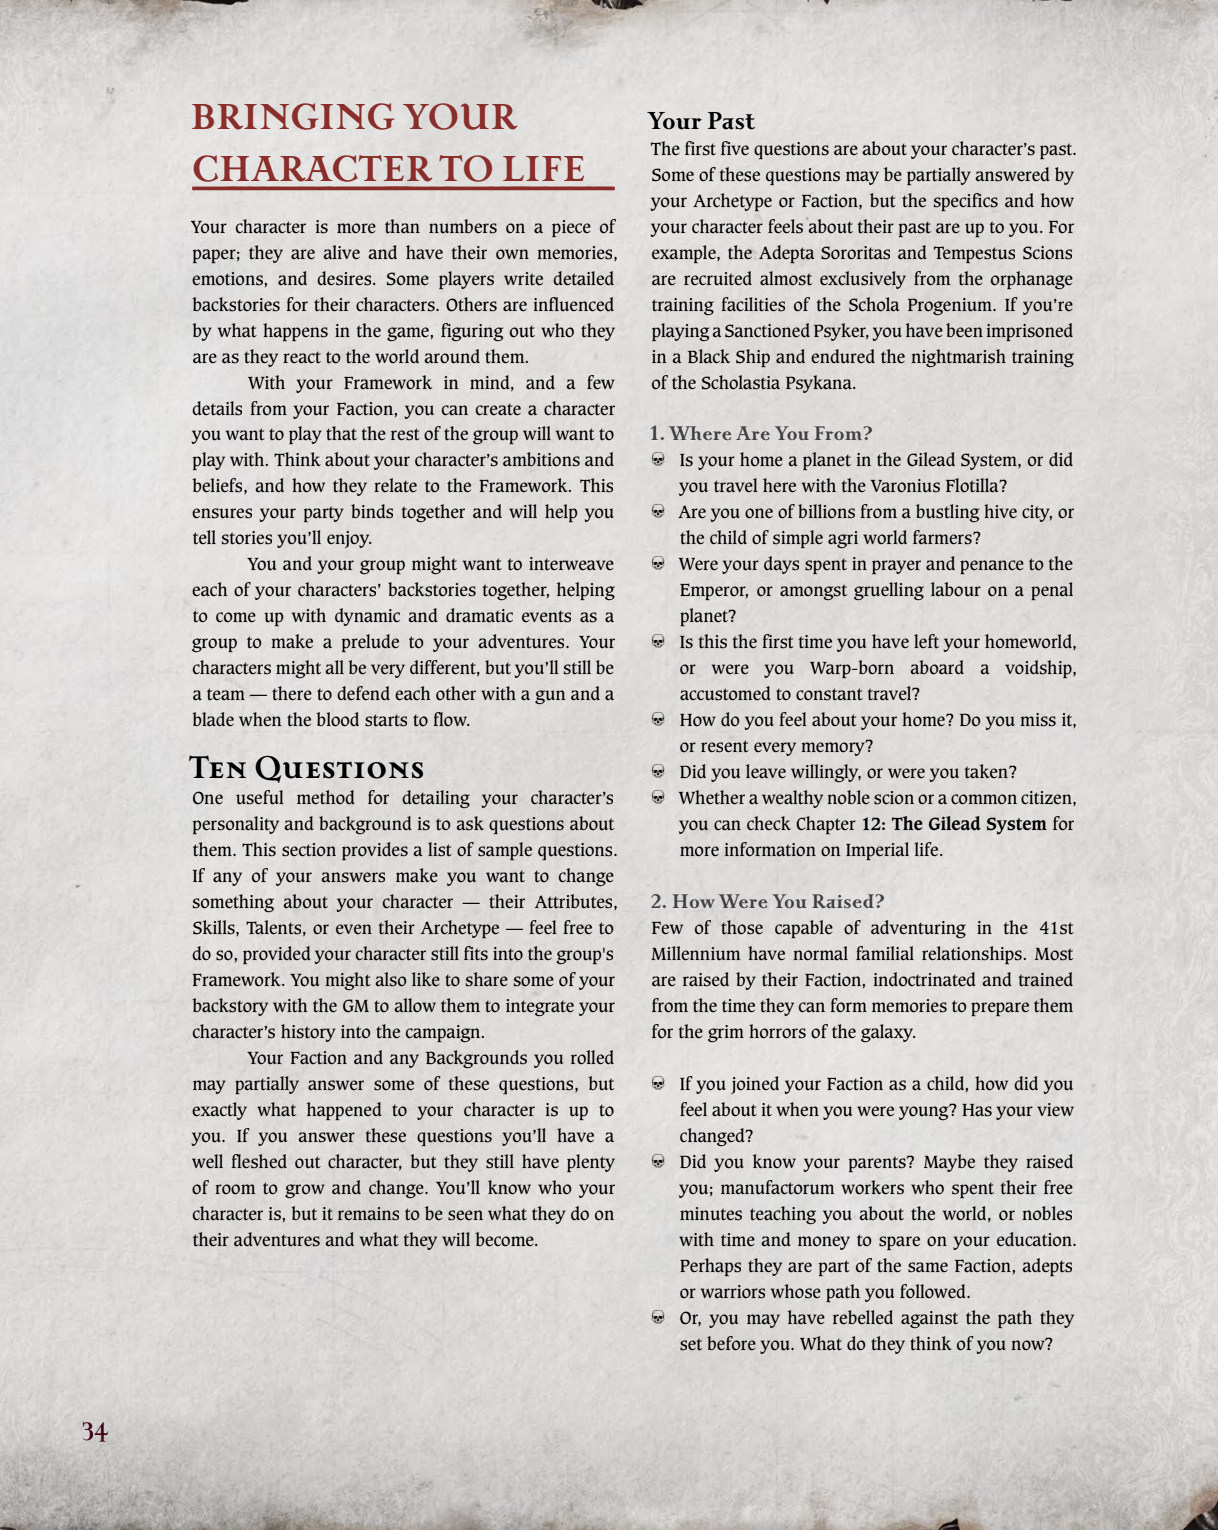 BRINGING YOUR
CHARACTER TO LIFE
Your character is more than numbers on a piece of
paper; they are alive and have their own memories,
emotions, and desires. Some players write detailed
backstories for their characters. Others are influenced
by what happens in the game, figuring out who they
are as they react to the world around them.
With your Framework in mind, and a few
details from your Faction, you can create a character
you want to play that the rest of the group will want to
play with. Think about your character’s ambitions and
beliefs, and how they relate to the Framework. This
ensures your party binds together and will help you
tell stories you’ll enjoy.
You and your group might want to interweave
each of your characters’ backstories together, helping
to come up with dynamic and dramatic events as a
group to make a prelude to your adventures. Your
characters might all be very different, but you’ll still be
a team — there to defend each other with a gun and a
blade when the blood starts to flow.
Ten Questions
One useful method for detailing your character’s
personality and background is to ask questions about
them. This section provides a list of sample questions.
If any of your answers make you want to change
something about your character — their Attributes,
Skills, Talents, or even their Archetype — feel free to
do so, provided your character still fits into the group's
Framework. You might also like to share some of your
backstory with the GM to allow them to integrate your
character’s history into the campaign.
Your Faction and any Backgrounds you rolled
may partially answer some of these questions, but
exactly what happened to your character is up to
you. If you answer these questions you’ll have a
well fleshed out character, but they still have plenty
of room to grow and change. You’ll know who your
character is, but it remains to be seen what they do on
their adventures and what they will become.
Your Past
The first five questions are about your character’s past.
Some of these questions may be partially answered by
your Archetype or Faction, but the specifics and how
your character feels about their past are up to you. For
example, the Adepta Sororitas and Tempestus Scions
are recruited almost exclusively from the orphanage
training facilities of the Schola Progenium. If you’re
playing a Sanctioned Psyker, you have been imprisoned
in a Black Ship and endured the nightmarish training
of the Scholastia Psykana.
1. Where Are You From?
Is your home a planet in the Gilead System, or did
you travel here with the Varonius Flotilla?
Are you one of billions from a bustling hive city, or
the child of simple agri world farmers?
Were your days spent in prayer and penance to the
Emperor, or amongst gruelling labour on a penal
planet?
Is this the first time you have left your homeworld,
or were you Warp-born aboard a voidship,
accustomed to constant travel?
How do you feel about your home? Do you miss it,
or resent every memory?
Did you leave willingly, or were you taken?
Whether a wealthy noble scion or a common citizen,
you can check Chapter 12: The Gilead System for
more information on Imperial life.
2. How Were You Raised?
Few of those capable of adventuring in the 41st
Millennium have normal familial relationships. Most
are raised by their Faction, indoctrinated and trained
from the time they can form memories to prepare them
for the grim horrors of the galaxy.
If you joined your Faction as a child, how did you
feel about it when you were young? Has your view
changed?
Did you know your parents? Maybe they raised
you; manufactorum workers who spent their free
minutes teaching you about the world, or nobles
with time and money to spare on your education.
Perhaps they are part of the same Faction, adepts
or warriors whose path you followed.
Or, you may have rebelled against the path they
set before you. What do they think of you now?
34